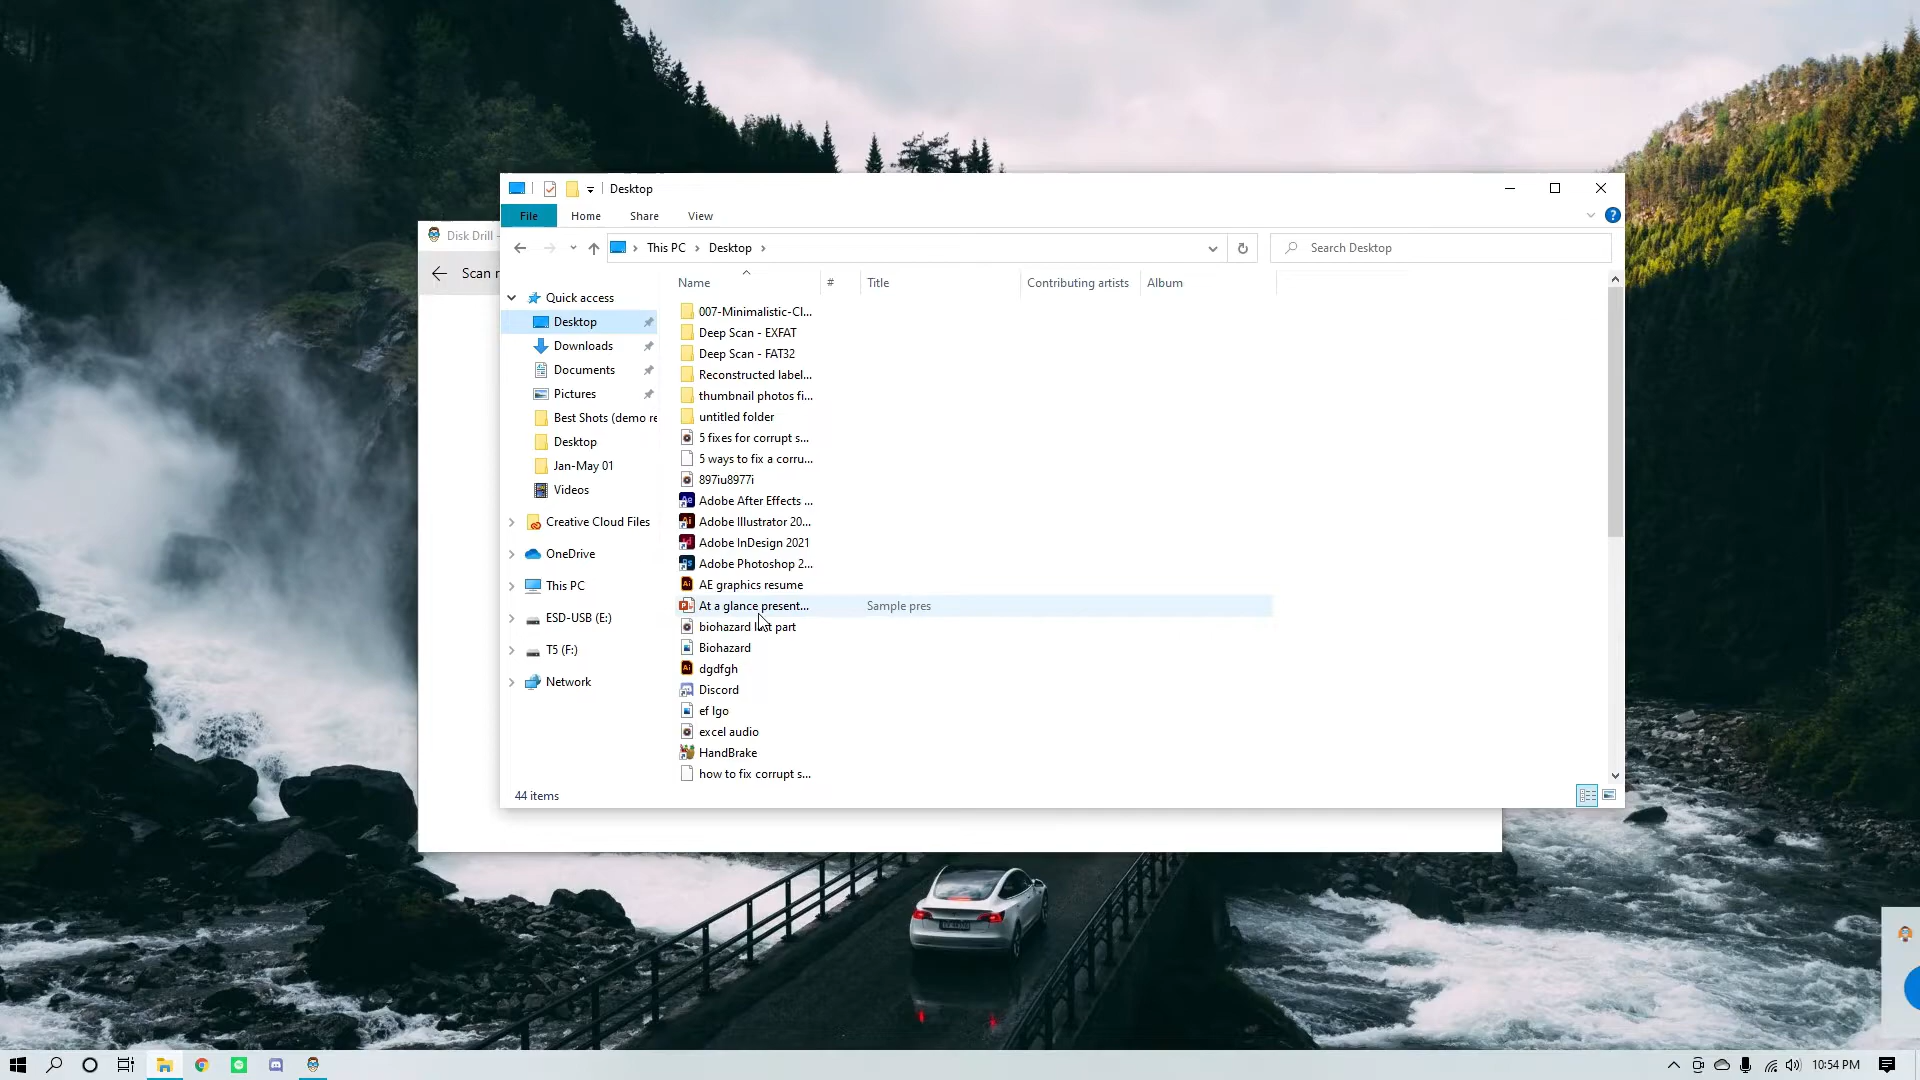 Desktop
File Home Share View
This PC > Desktop >
Search Desktop
Disk Drill -
Scan
Name # Title Contributing artists Album
Quick access
Desktop
Downloads
Documents
Pictures
Best Shots (demo re
Desktop
Jan-May 01
Videos
Creative Cloud Files
OneDrive
This PC
ESD-USB (E:)
T5 (F:)
Network
007-Minimalistic-Cl...
Deep Scan - EXFAT
Deep Scan - FAT32
Reconstructed label...
thumbnail photos fi...
untitled folder
5 fixes for corrupt s...
5 ways to fix a corru...
897iu8977i
Adobe After Effects ...
Adobe Illustrator 20...
Adobe InDesign 2021
Adobe Photoshop 2...
AE graphics resume
At a glance present... Sample pres
biohazard last part
Biohazard
dgdfgh
Discord
ef lgo
excel audio
HandBrake
how to fix corrupt s...
44 items
10:54 PM